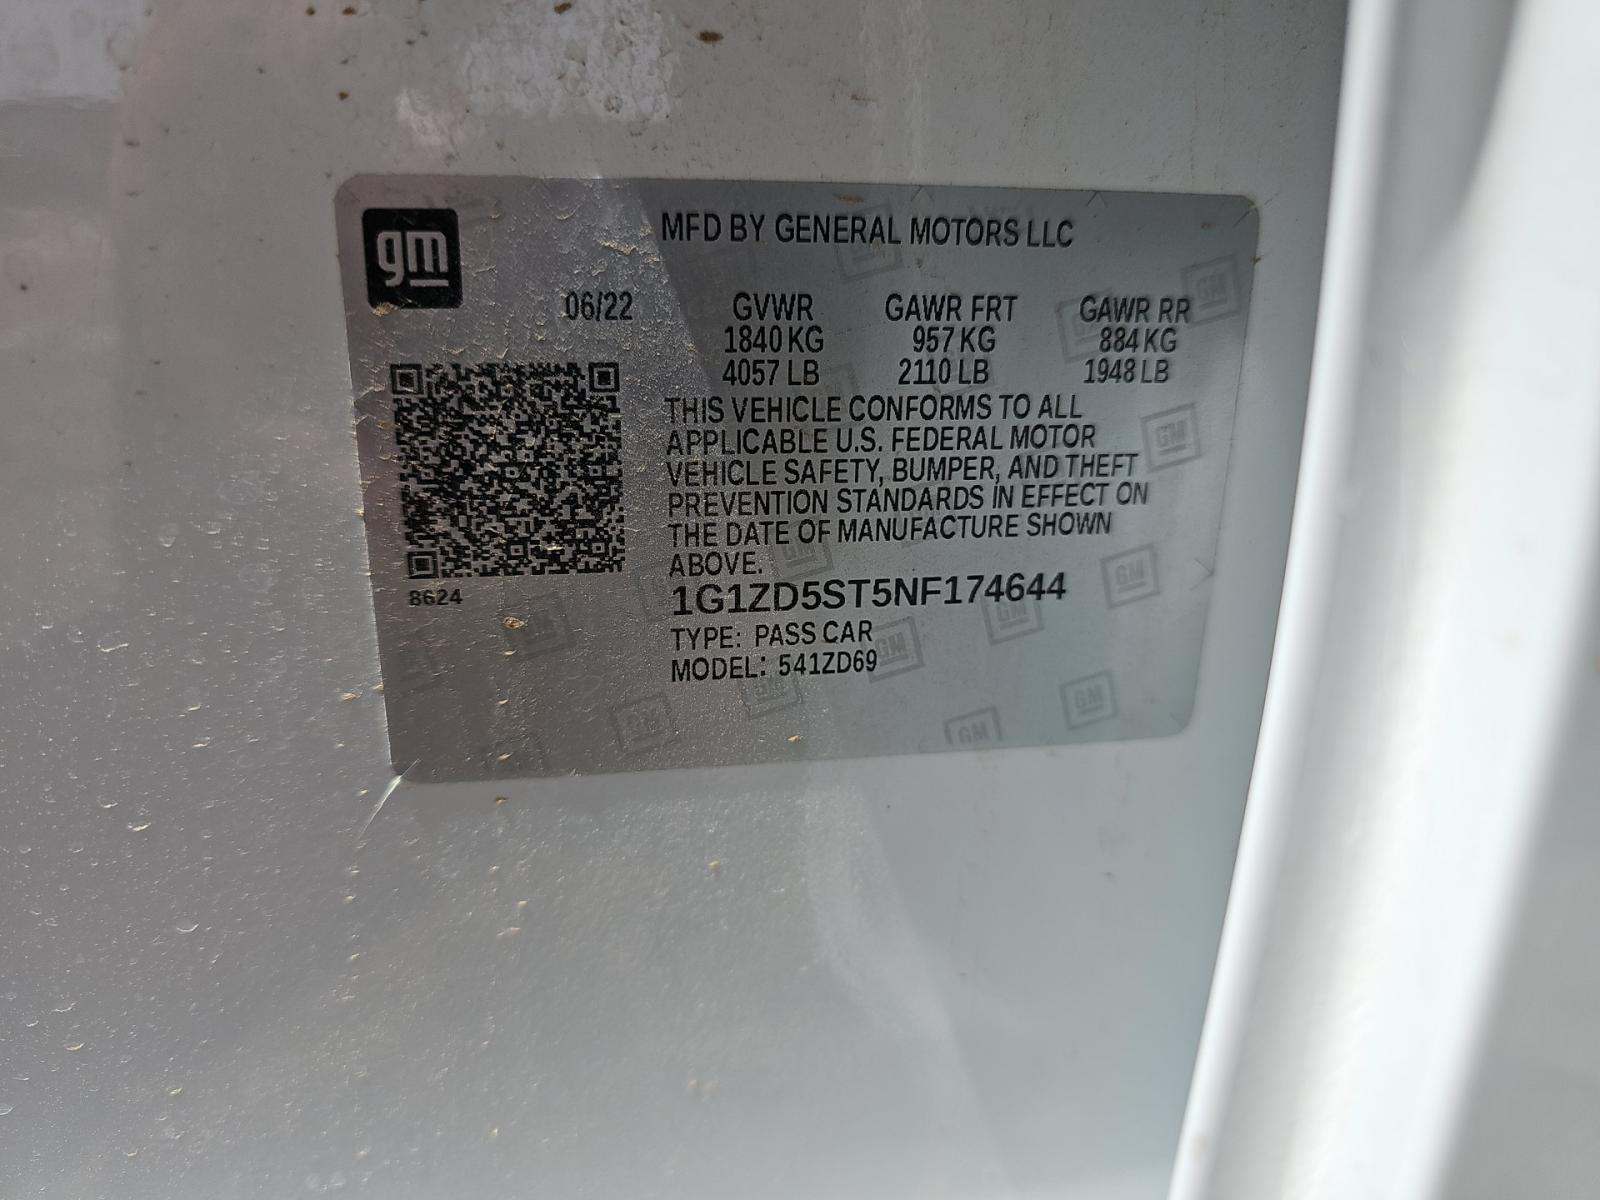 gm
MFD BY GENERAL MOTORS LLC
06/22 GVWR GAWR FRT GAWR RR
1840 KG 957 KG 884 KG
4057 LB 2110 LB 1948 LB
THIS VEHICLE CONFORMS TO ALL
APPLICABLE U.S. FEDERAL MOTOR
VEHICLE SAFETY, BUMPER, AND THEFT
PREVENTION STANDARDS IN EFFECT ON
THE DATE OF MANUFACTURE SHOWN
ABOVE.
8624
1G1ZD5ST5NF174644
TYPE: PASS CAR
MODEL: 541ZD69